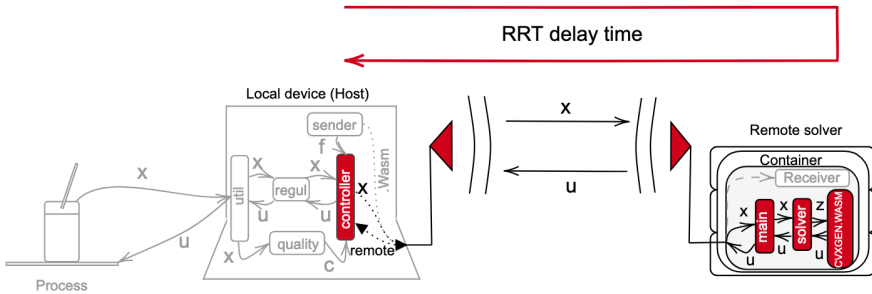 RRT delay time
Local device (Host)
sender
f
Wasm
x
x
x
x
util
regul
controller
u
u
u
remote
quality
x
c
Process
x
u
Remote solver
Container
Receiver
x
x
z
main
solver
CVXGEN.WASM
u
u
u